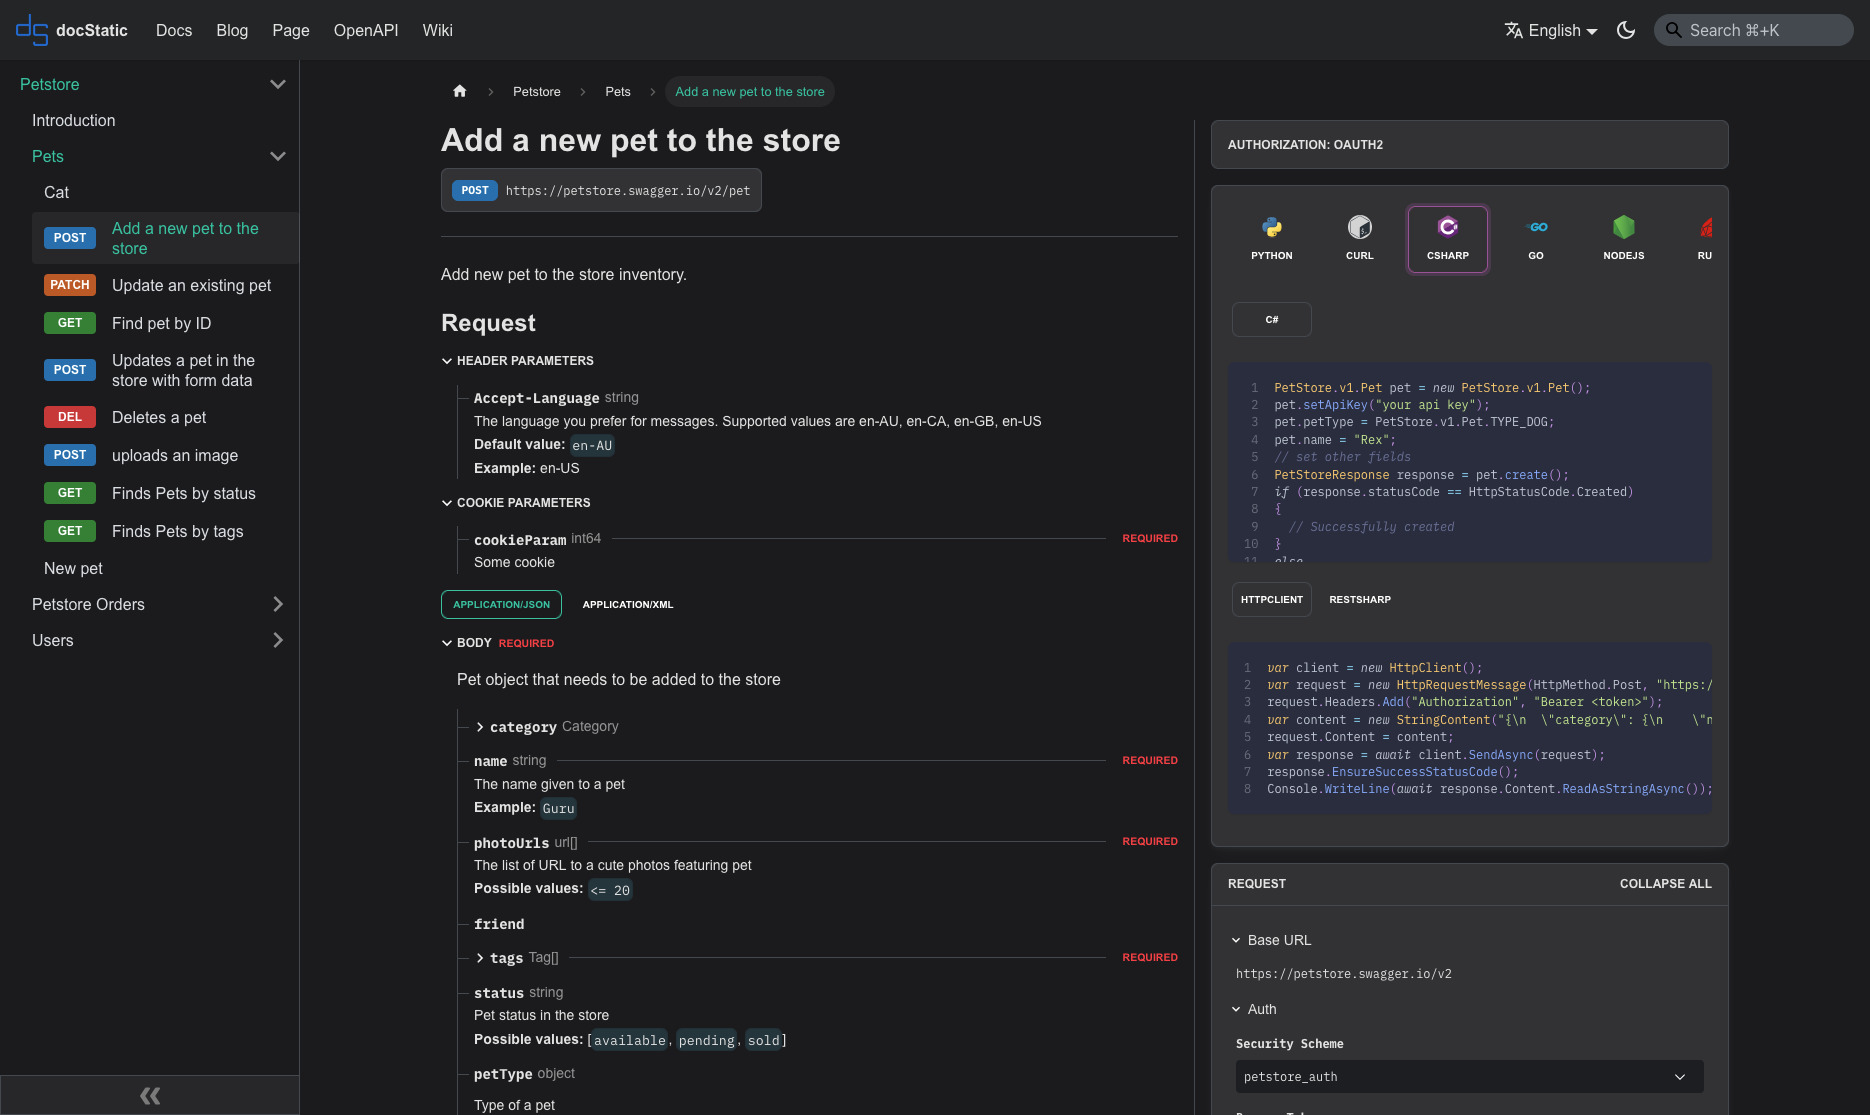 docStatic
Docs
Blog
Page
OpenAPI
Wiki
English
Search ⌘+K
Petstore
Introduction
Pets
Cat
POST Add a new pet to the
store
PATCH Update an existing pet
GET Find pet by ID
POST Updates a pet in the
store with form data
DEL Deletes a pet
POST uploads an image
GET Finds Pets by status
GET Finds Pets by tags
New pet
Petstore Orders
Users
Petstore
Pets
Add a new pet to the store
Add a new pet to the store
POST https://petstore.swagger.io/v2/pet
Add new pet to the store inventory.
Request
HEADER PARAMETERS
Accept-Language string
The language you prefer for messages. Supported values are en-AU, en-CA, en-GB, en-US
Default value: en-AU
Example: en-US
COOKIE PARAMETERS
cookieParam int64 REQUIRED
Some cookie
APPLICATION/JSON APPLICATION/XML
BODY REQUIRED
Pet object that needs to be added to the store
category Category
name string REQUIRED
The name given to a pet
Example: Guru
photoUrls url[] REQUIRED
The list of URL to a cute photos featuring pet
Possible values: <= 20
friend
tags Tag[] REQUIRED
status string
Pet status in the store
Possible values: [available, pending, sold]
petType object
Type of a pet
AUTHORIZATION: OAUTH2
PYTHON CURL CSHARP GO NODEJS RU
C#
1 PetStore.v1.Pet pet = new PetStore.v1.Pet();
2 pet.setApiKey("your api key");
3 pet.petType = PetStore.v1.Pet.TYPE_DOG;
4 pet.name = "Rex";
5 // set other fields
6 PetStoreResponse response = pet.create();
7 if (response.statusCode == HttpStatusCode.Created)
8 {
9 // Successfully created
10 }
11 else
HTTPCLIENT RESTSHARP
1 var client = new HttpClient();
2 var request = new HttpRequestMessage(HttpMethod.Post, "https:/
3 request.Headers.Add("Authorization", "Bearer <token>");
4 var content = new StringContent("{\n  \"category\": {\n    \"n
5 request.Content = content;
6 var response = await client.SendAsync(request);
7 response.EnsureSuccessStatusCode();
8 Console.WriteLine(await response.Content.ReadAsStringAsync());
REQUEST COLLAPSE ALL
Base URL
https://petstore.swagger.io/v2
Auth
Security Scheme
petstore_auth